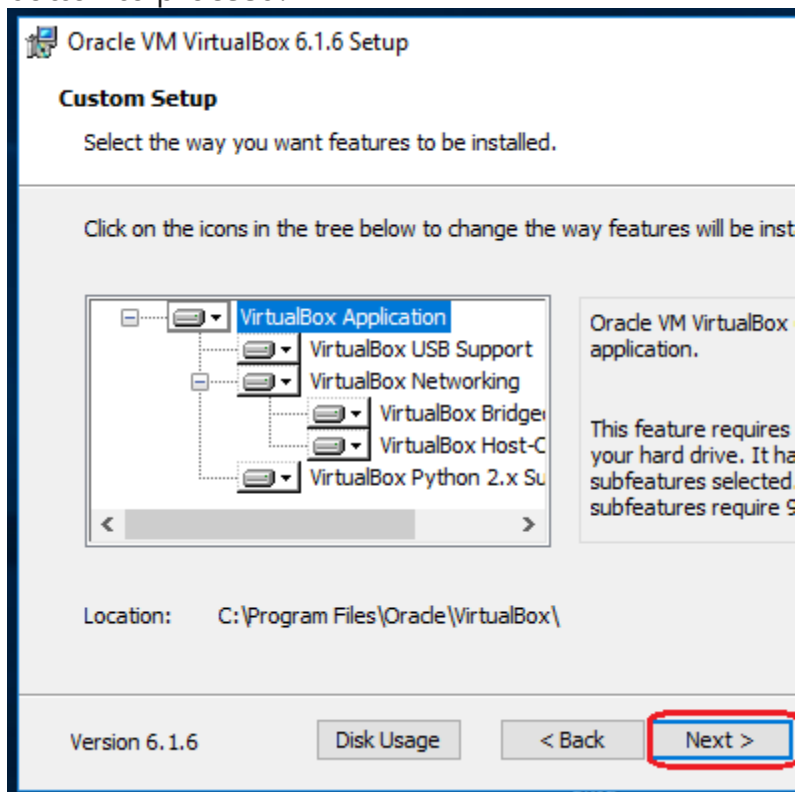 Oracle VM VirtualBox 6.1.6 Setup
Custom Setup
Select the way you want features to be installed.
Click on the icons in the tree below to change the way features will be inst
VirtualBox Application
VirtualBox USB Support
VirtualBox Networking
VirtualBox Bridge
VirtualBox Host-C
VirtualBox Python 2.x Su
Oracle VM VirtualBox
application.
This feature requires
your hard drive. It ha
subfeatures selected.
subfeatures require 9
Location: C:\Program Files\Oracle\VirtualBox\
Version 6.1.6 Disk Usage < Back Next >